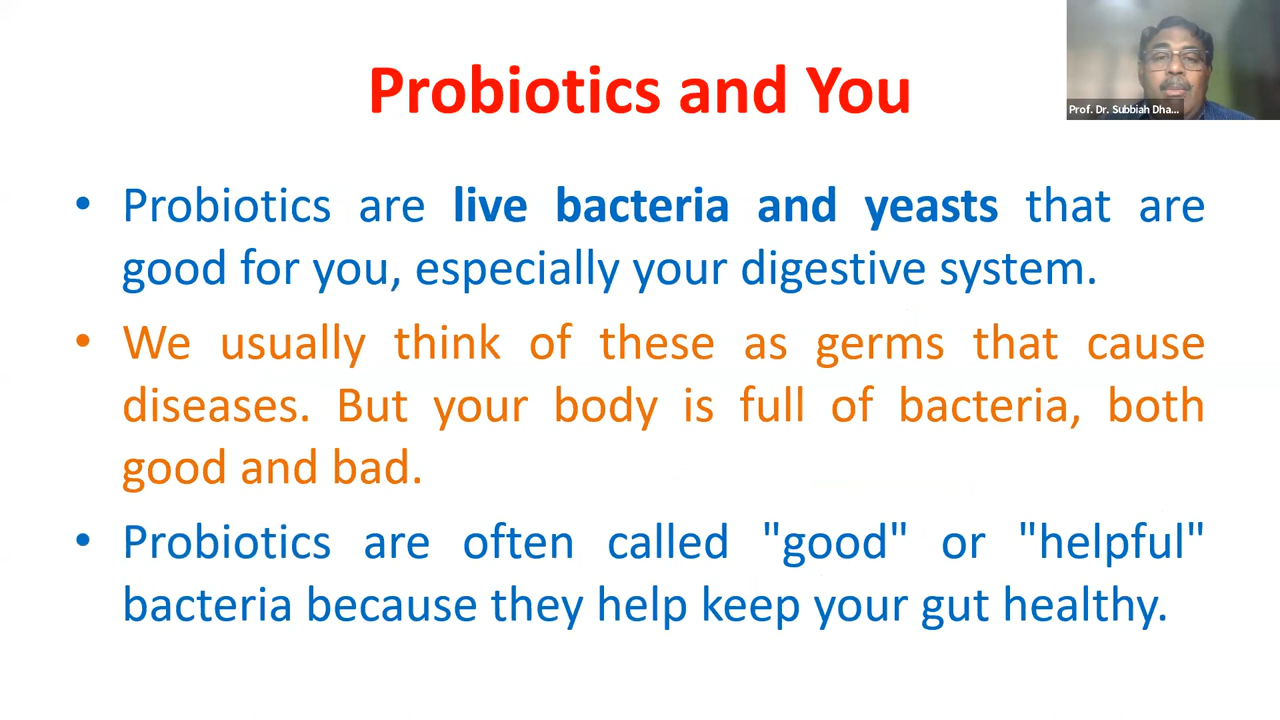 Probiotics and You
Prof. Dr. Subbiah Dha...
• Probiotics are live bacteria and yeasts that are
good for you, especially your digestive system.
• We usually think of these as germs that cause
diseases. But your body is full of bacteria, both
good and bad.
• Probiotics are often called "good" or "helpful"
bacteria because they help keep your gut healthy.